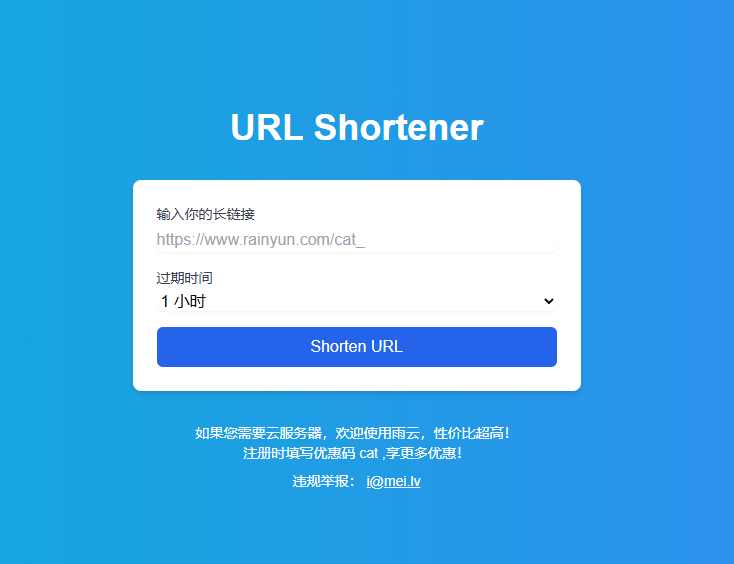 URL Shortener
输入你的长链接
https://www.rainyun.com/cat_
过期时间
1 小时
Shorten URL
如果您需要云服务器，欢迎使用雨云，性价比超高！
注册时填写优惠码 cat ,享更多优惠！
违规举报： i@mei.lv